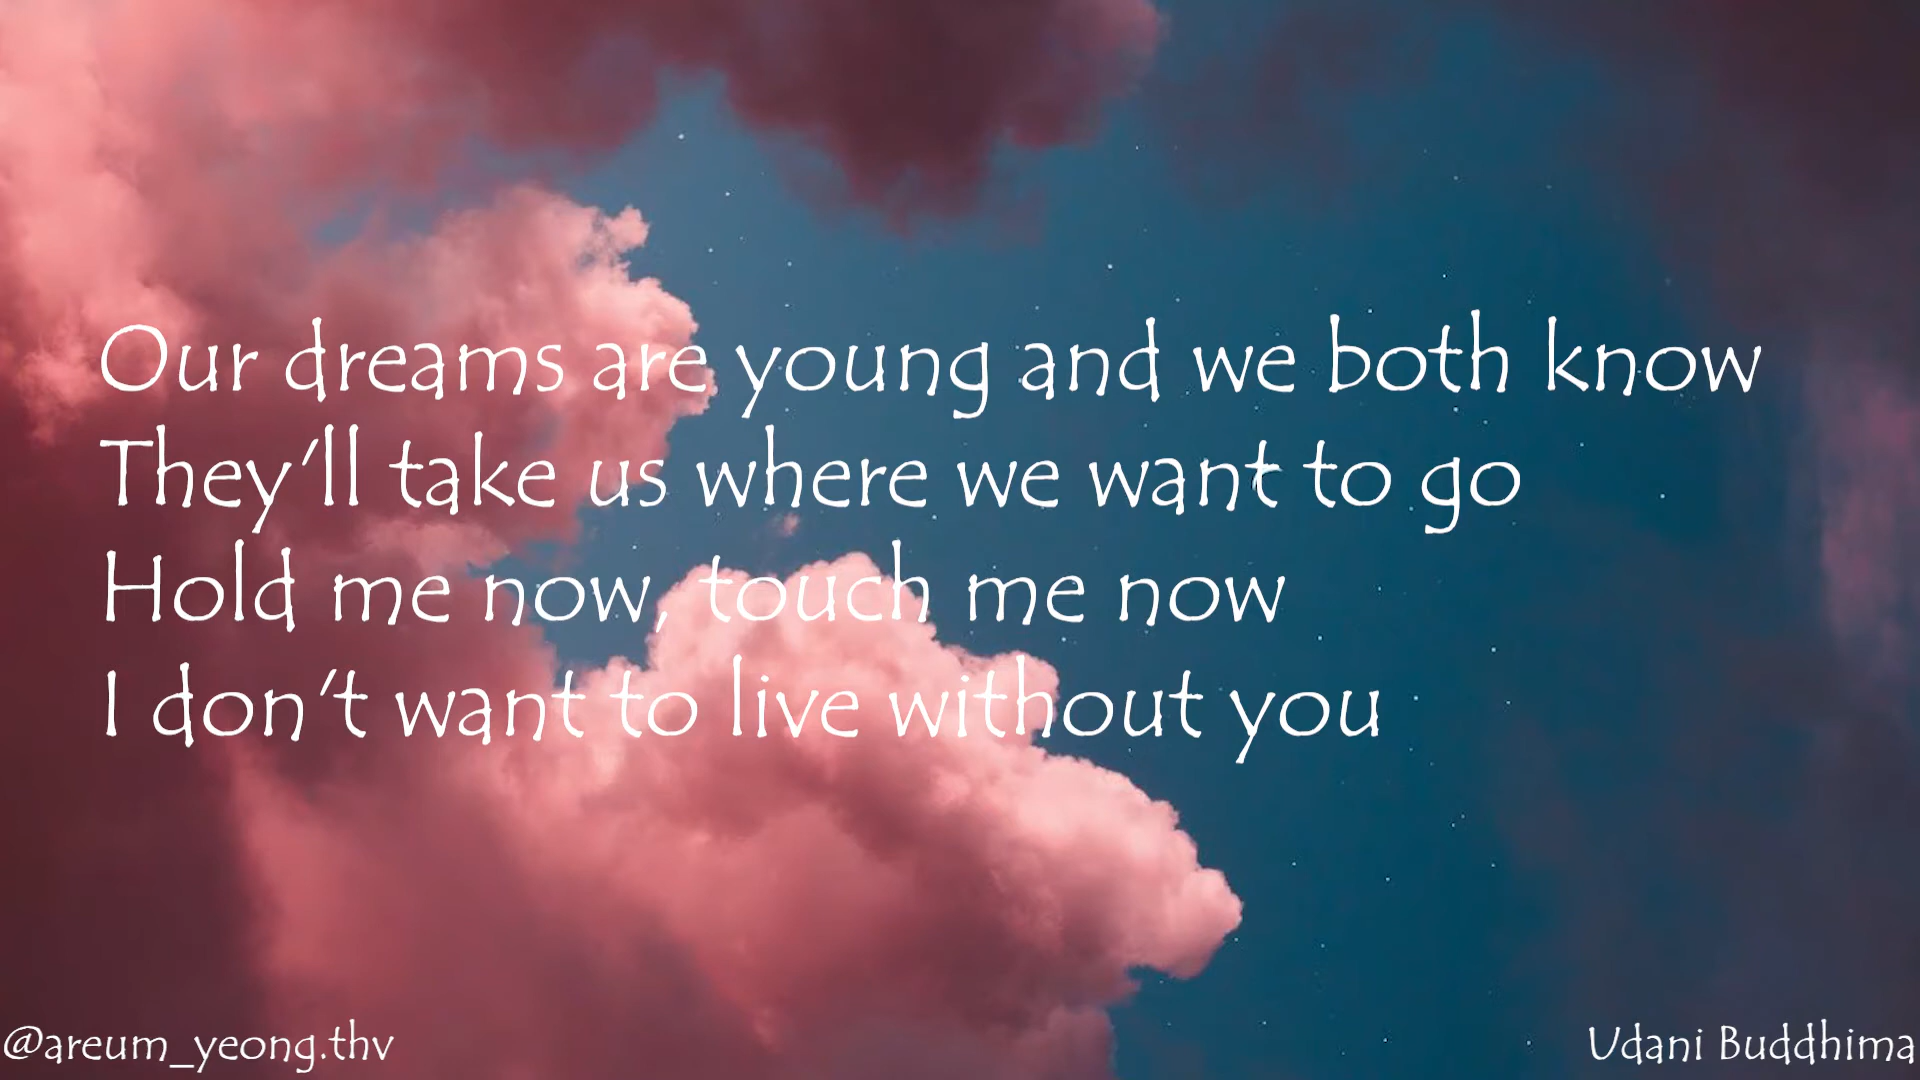 Our dreams are young and we both know
They'll take us where we want to go
Hold me now, touch me now
I don't want to live without you
@areum_yeong.thv
Udani Buddhima